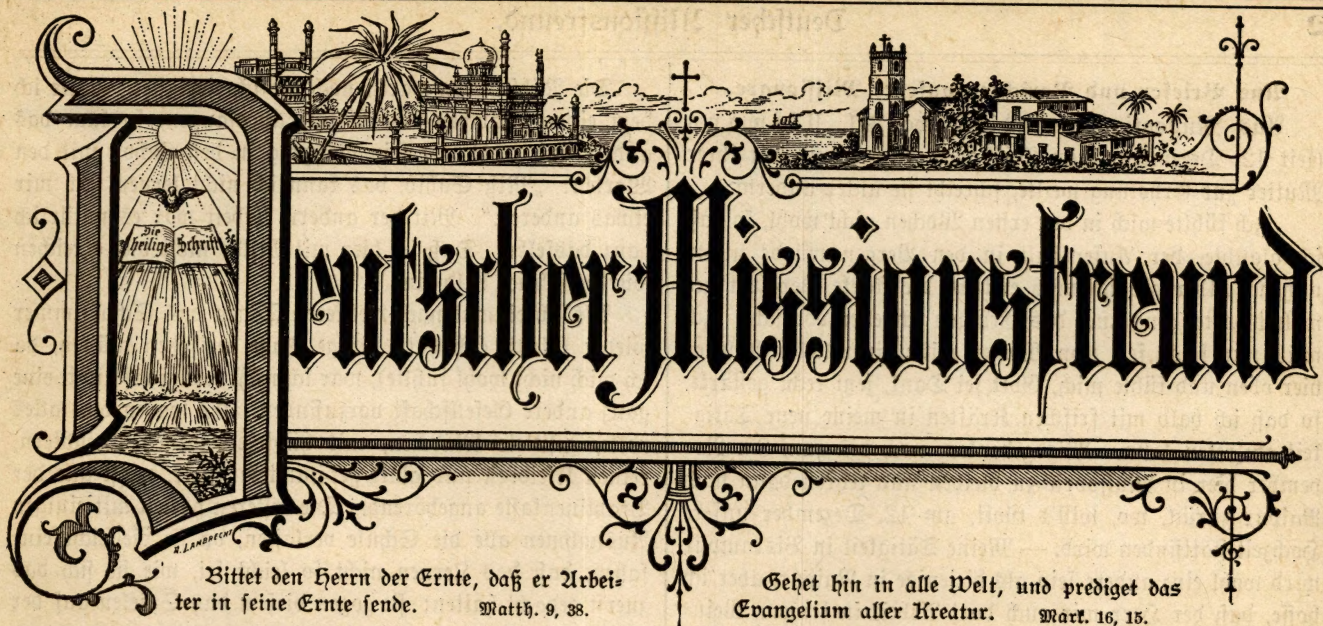 Die
heilige Schrift
Deutscher Missionsfreund
A. LAMBRECHT
Bittet den Herrn der Ernte, daß er Arbei-
ter in seine Ernte sende. Matth. 9, 38.
Gehet hin in alle Welt, und prediget das
Evangelium aller Kreatur. Mark. 16, 15.